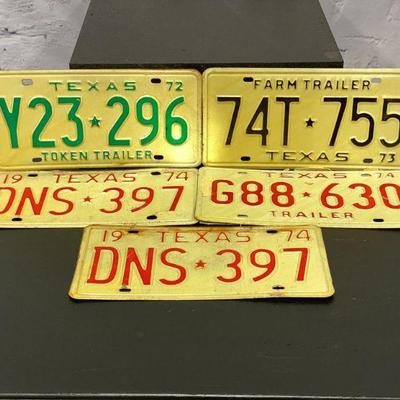 TEXAS 72
Y23★296
TOKEN TRAILER
FARM TRAILER
74T★755
TEXAS 73
19 TEXAS 74
DNS★397
TEXAS 74
G88★630
TRAILER
19 TEXAS 74
DNS★397